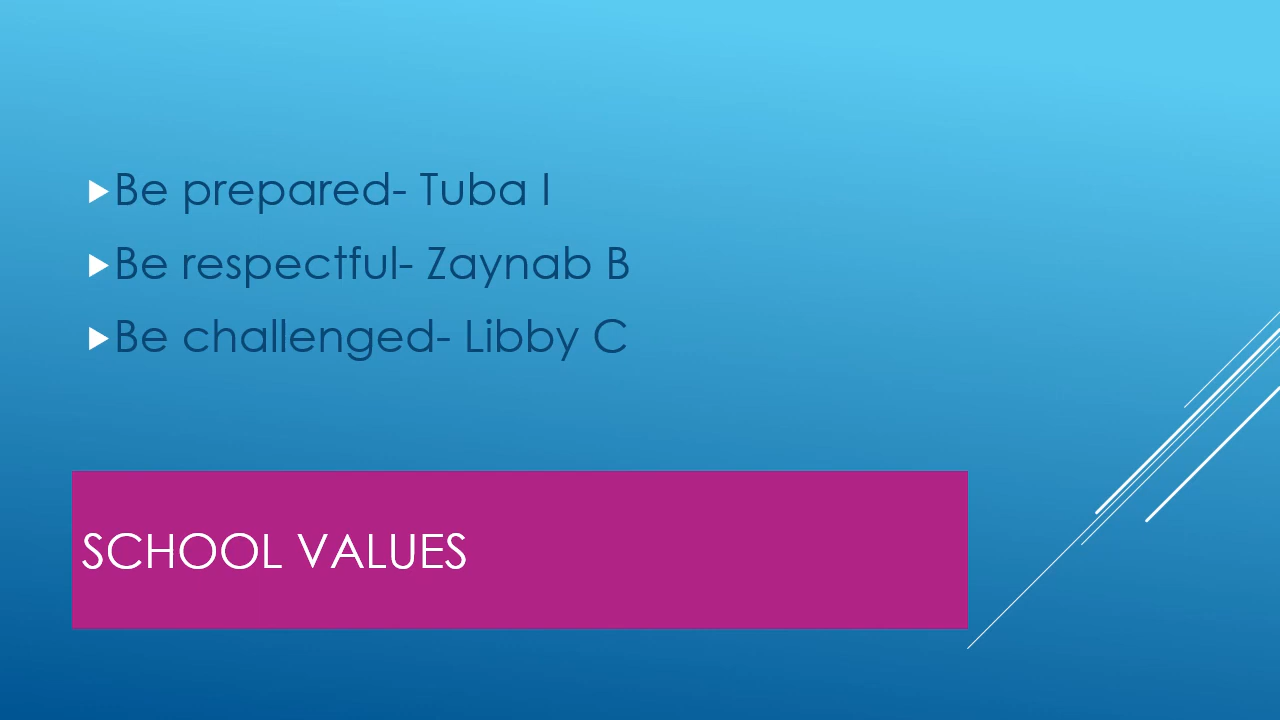 Be prepared- Tuba I
Be respectful- Zaynab B
Be challenged- Libby C
SCHOOL VALUES